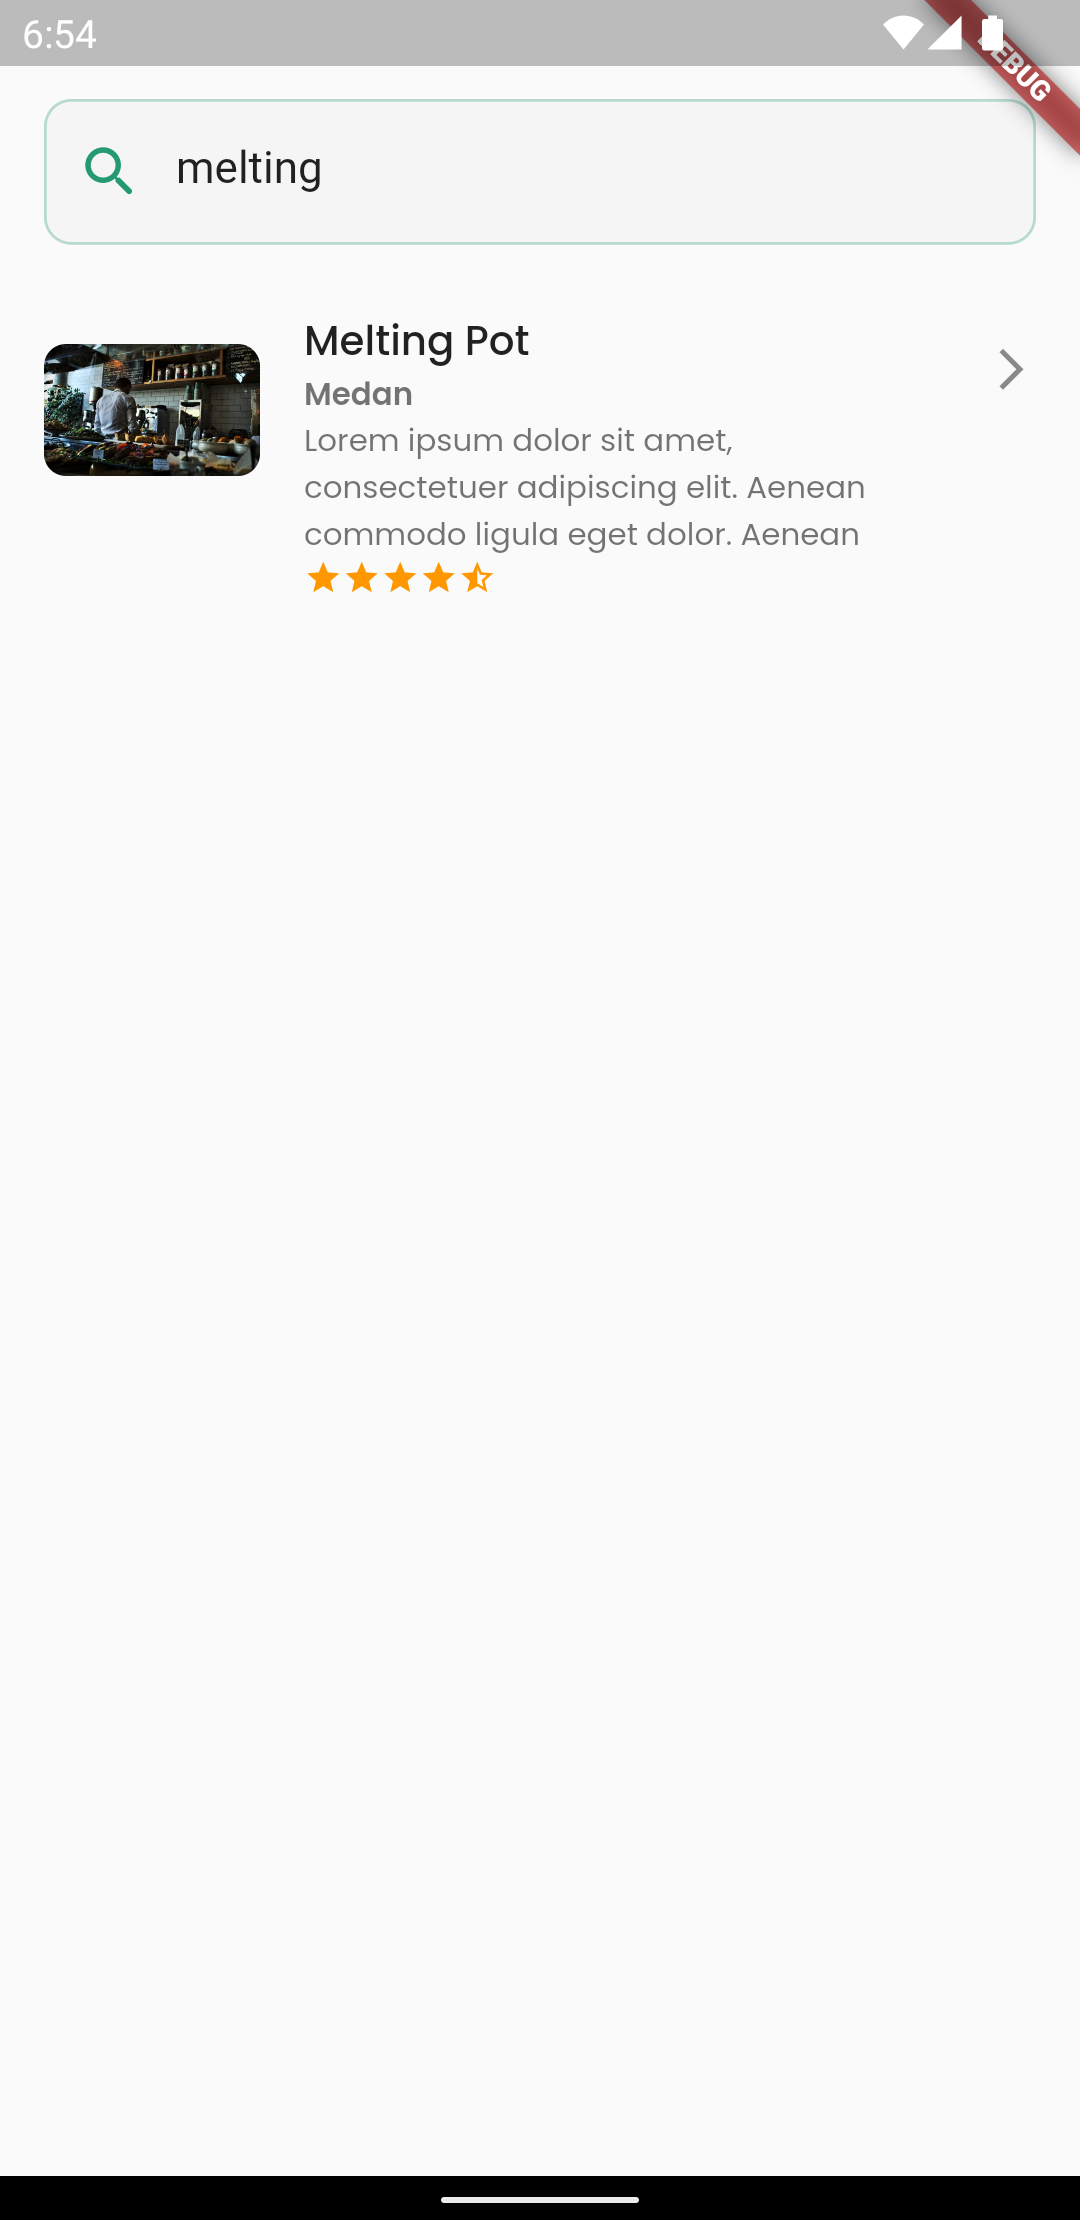 6:54
DEBUG
melting
Melting Pot
Medan
Lorem ipsum dolor sit amet,
consectetuer adipiscing elit. Aenean
commodo ligula eget dolor. Aenean